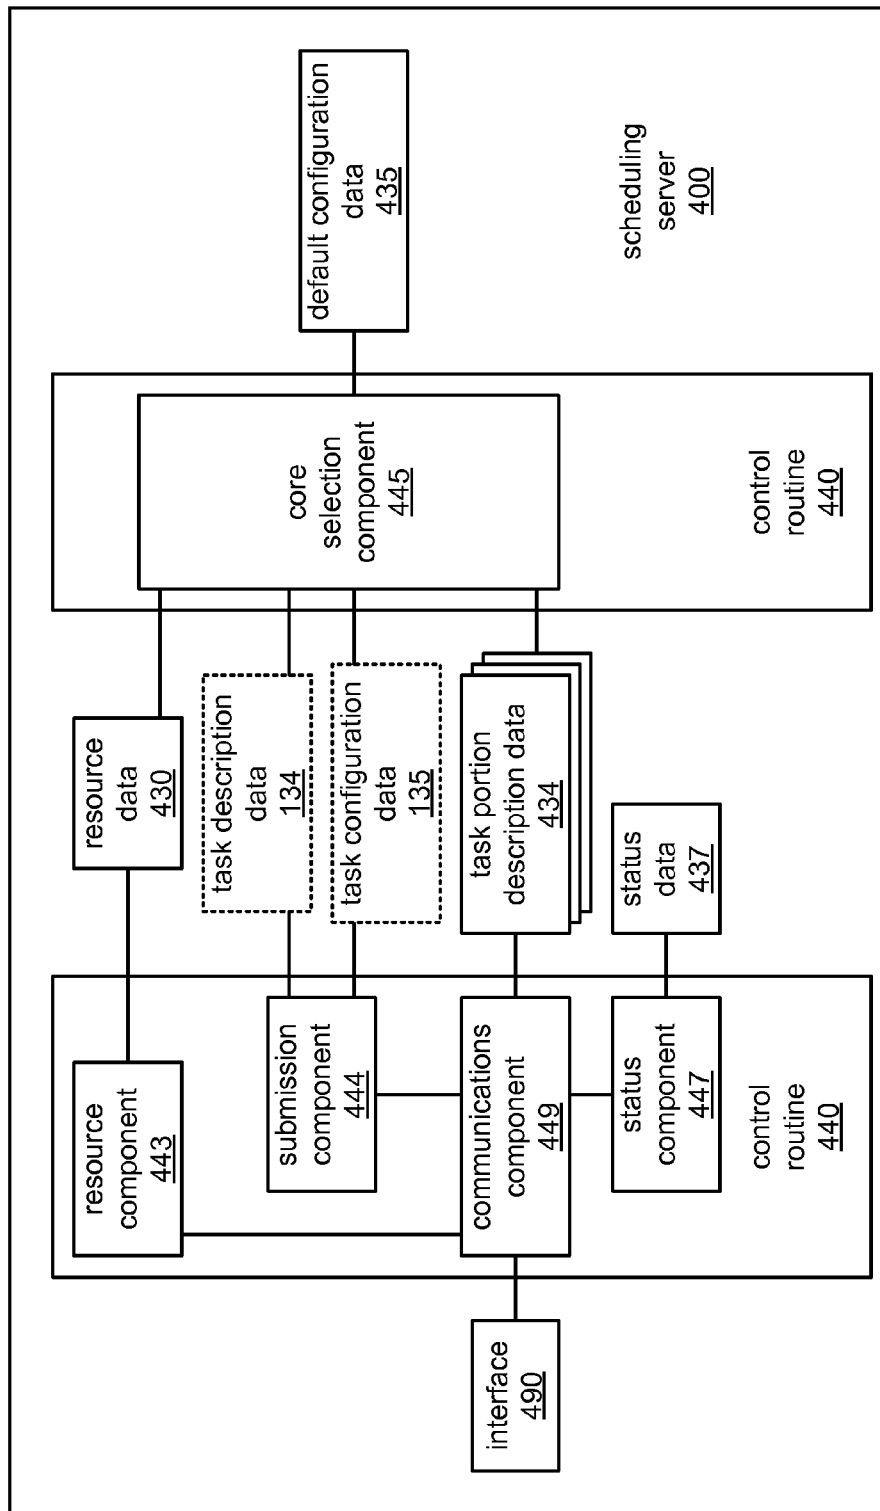 resource
component
443
resource
data
430
submission
component
444
task description
data
134
task configuration
data
135
core
selection
component
445
default configuration
data
435
interface
490
communications
component
449
task portion
description data
434
status
component
447
status
data
437
control
routine
440
control
routine
440
scheduling
server
400